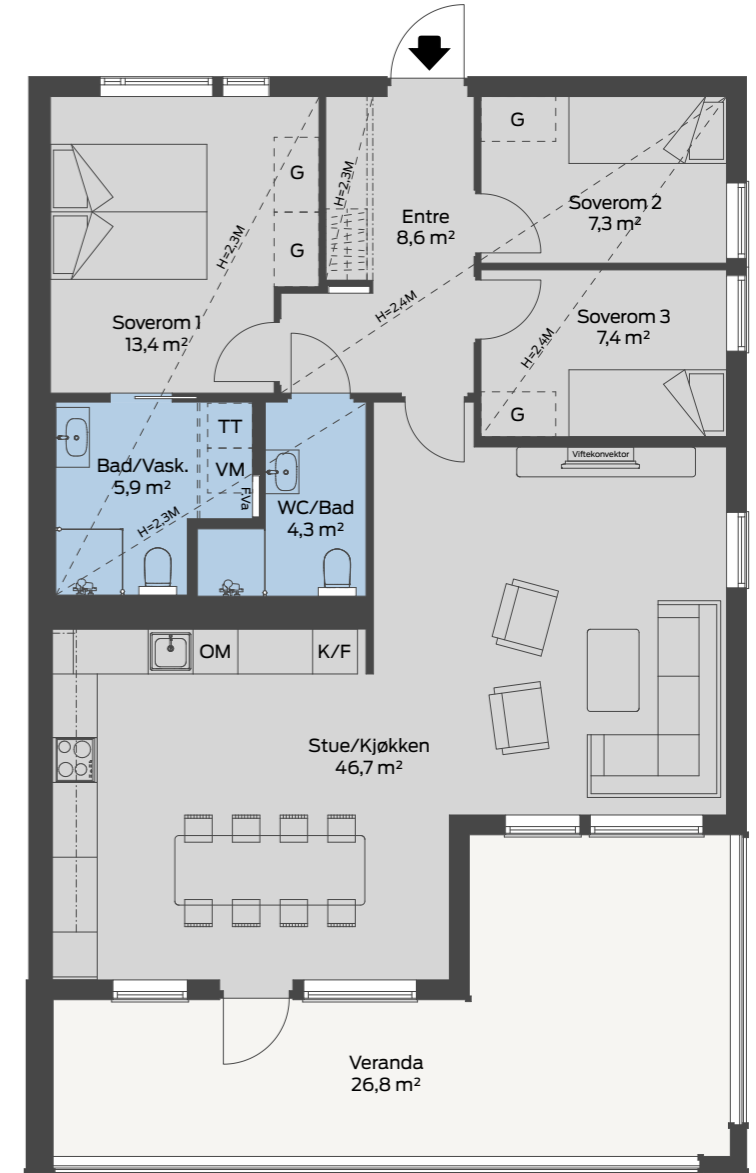 G
G
H=2,3M
Soverom 1
13,4 m²
H=2,3M
Entre
8,6 m²
H=2,4M
G
Soverom 2
7,3 m²
Soverom 3
7,4 m²
H=2,4M
G
Viftekonvektor
TT
VM
FVa
Bad/Vask.
5,9 m²
H=2,3M
WC/Bad
4,3 m²
OM
K/F
Stue/Kjøkken
46,7 m²
Veranda
26,8 m²